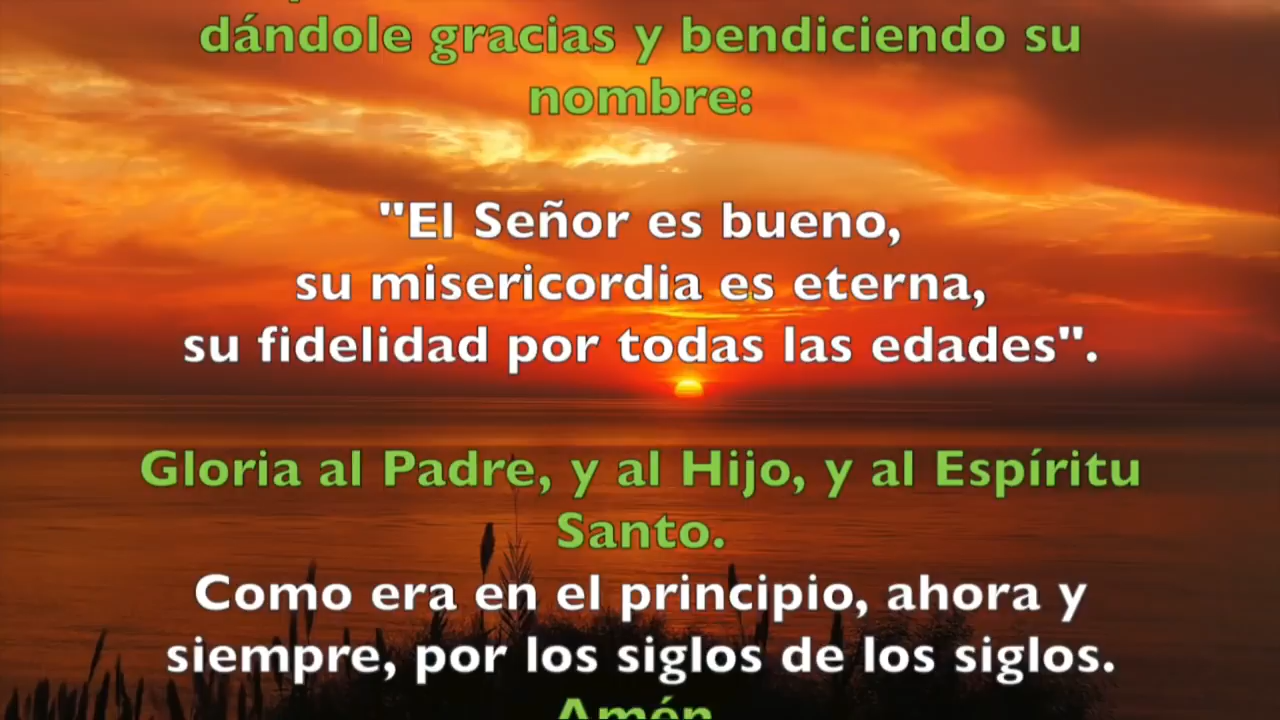 dándole gracias y bendiciendo su
nombre:
"El Señor es bueno,
su misericordia es eterna,
su fidelidad por todas las edades".
Gloria al Padre, y al Hijo, y al Espíritu
Santo.
Como era en el principio, ahora y
siempre, por los siglos de los siglos.
Amén